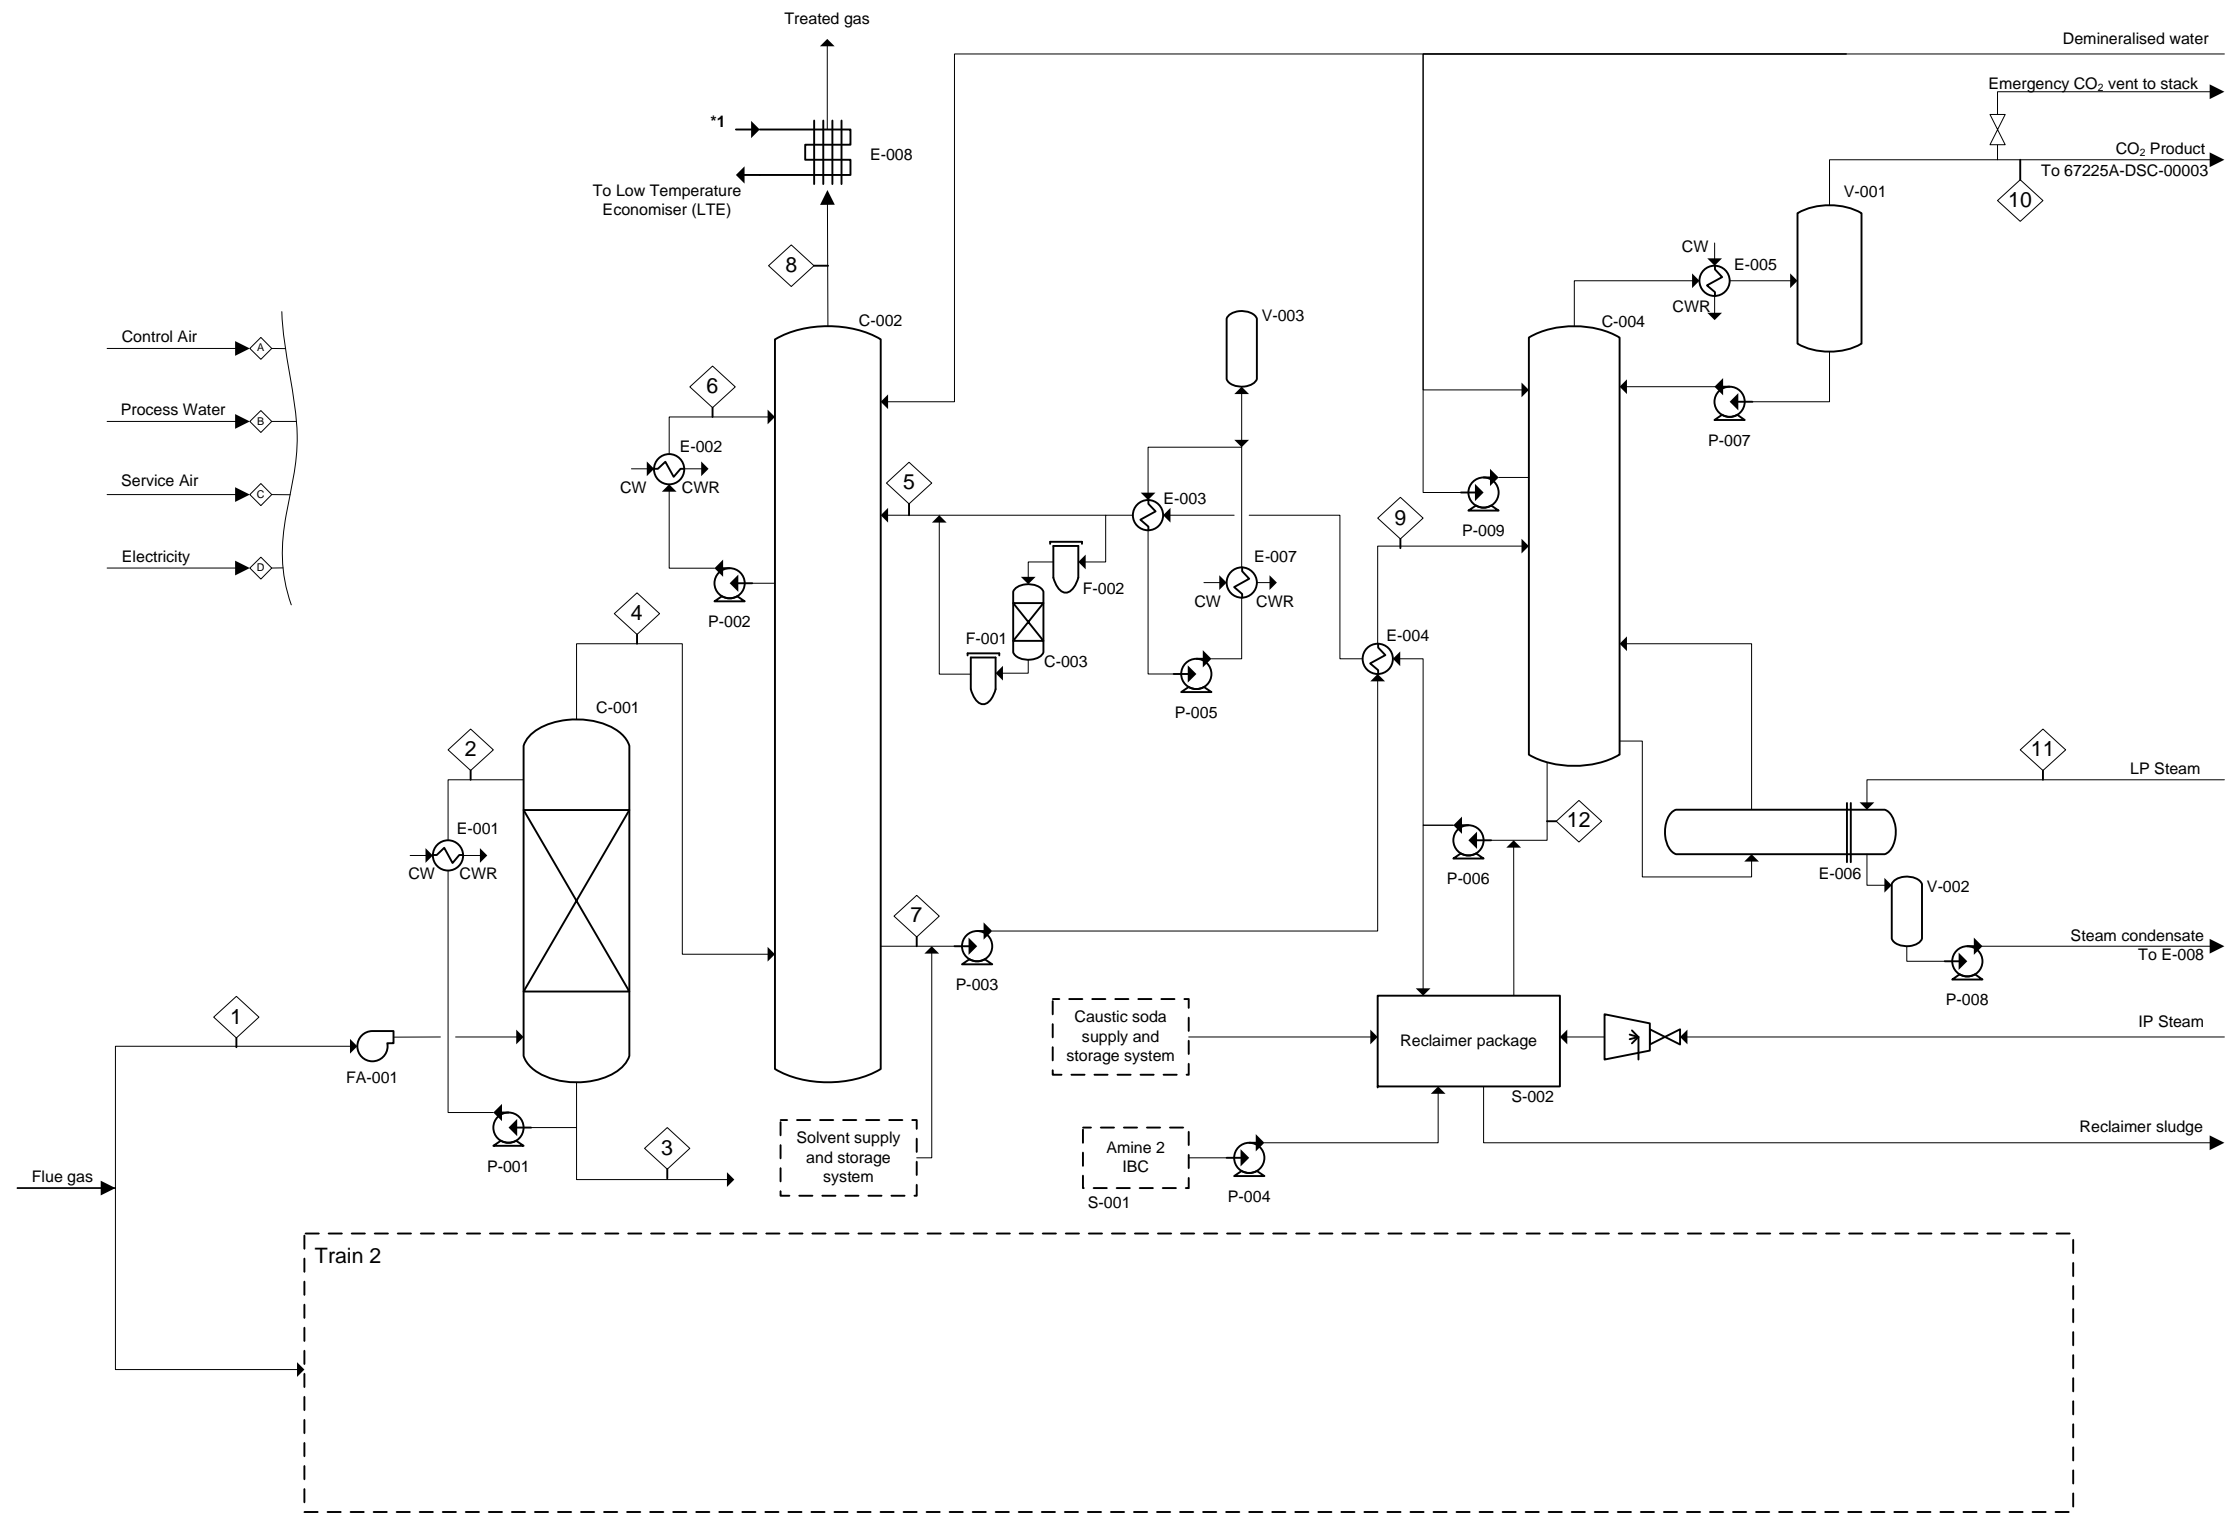 Treated gas
Demineralised water
Emergency CO₂ vent to stack
*1
E-008
CO₂ Product
To 67225A-DSC-00003
To Low Temperature
Economiser (LTE)
V-001
10
CW
E-005
8
CWR
C-002
V-003
C-004
Control Air
A
6
Process Water
B
P-007
E-002
CW
CWR
5
E-003
Service Air
C
9
P-009
Electricity
D
E-007
F-002
CW
CWR
4
P-002
F-001
E-004
C-003
C-001
P-005
2
11
LP Steam
E-001
12
CW
CWR
P-006
E-006
V-002
7
Steam condensate
To E-008
P-003
P-008
1
Caustic soda
supply and
storage system
Reclaimer package
IP Steam
FA-001
S-002
Solvent supply
and storage
system
3
Amine 2
IBC
Reclaimer sludge
P-001
Flue gas
P-004
S-001
Train 2